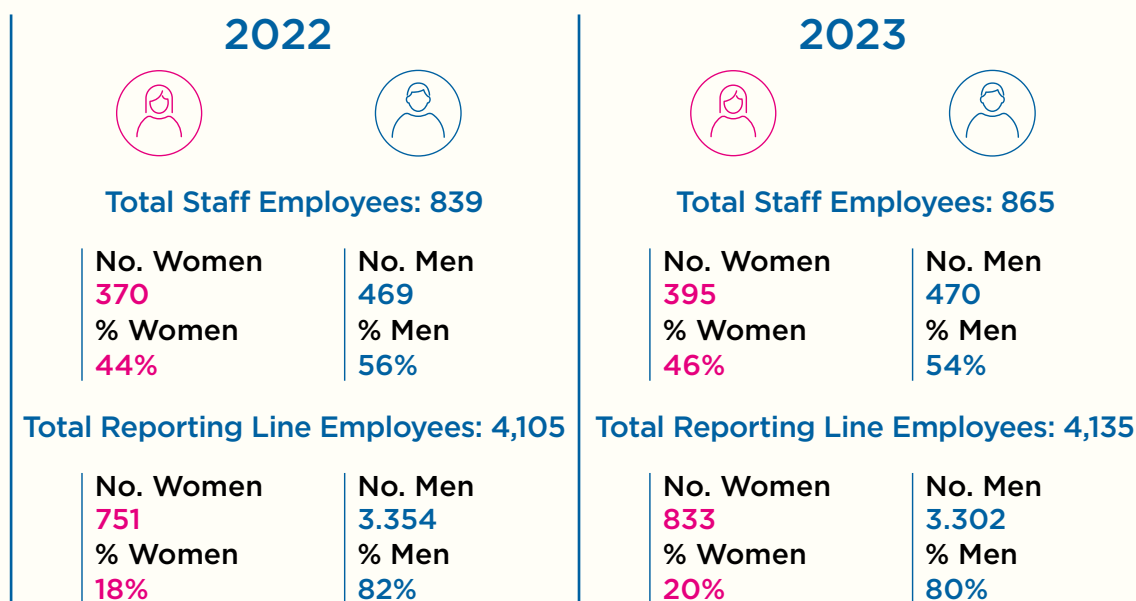 2022
Total Staff Employees: 839
No. Women
370
% Women
44%
No. Men
469
% Men
56%
Total Reporting Line Employees: 4,105
No. Women
751
% Women
18%
No. Men
3.354
% Men
82%
2023
Total Staff Employees: 865
No. Women
395
% Women
46%
No. Men
470
% Men
54%
Total Reporting Line Employees: 4,135
No. Women
833
% Women
20%
No. Men
3.302
% Men
80%